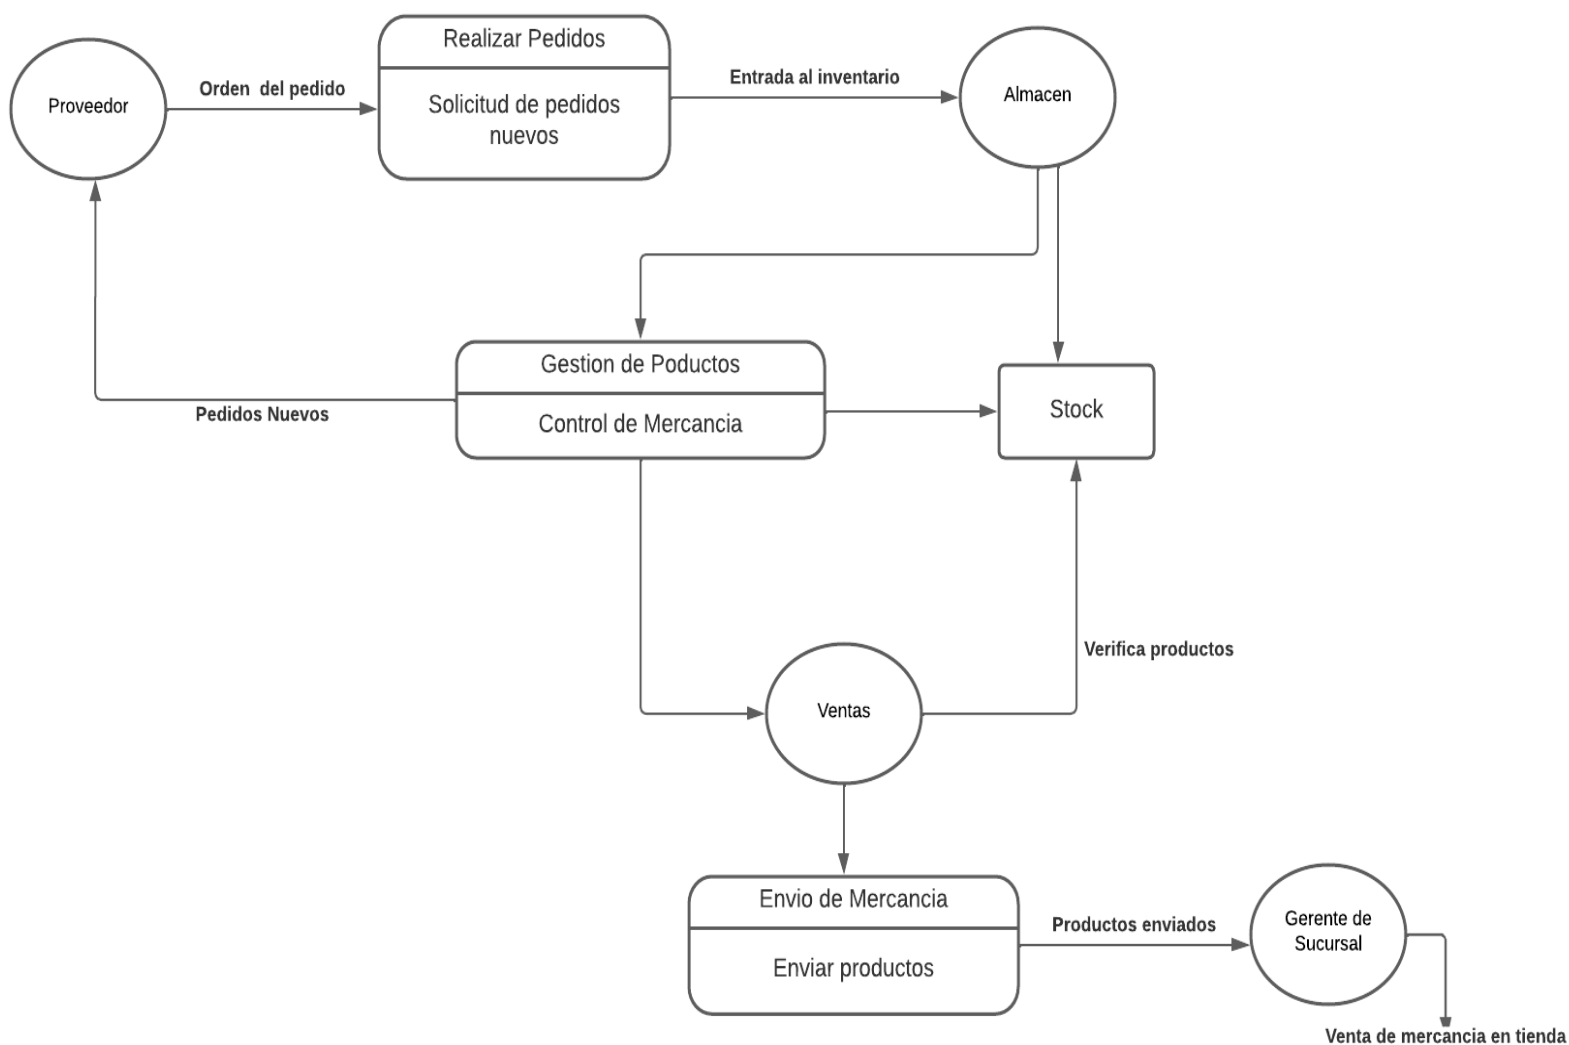 Realizar Pedidos
Proveedor
Orden  del pedido
Solicitud de pedidos
nuevos
Entrada al inventario
Almacen
Gestion de Poductos
Control de Mercancia
Pedidos Nuevos
Stock
Verifica productos
Ventas
Envio de Mercancia
Enviar productos
Productos enviados
Gerente de
Sucursal
Venta de mercancia en tienda